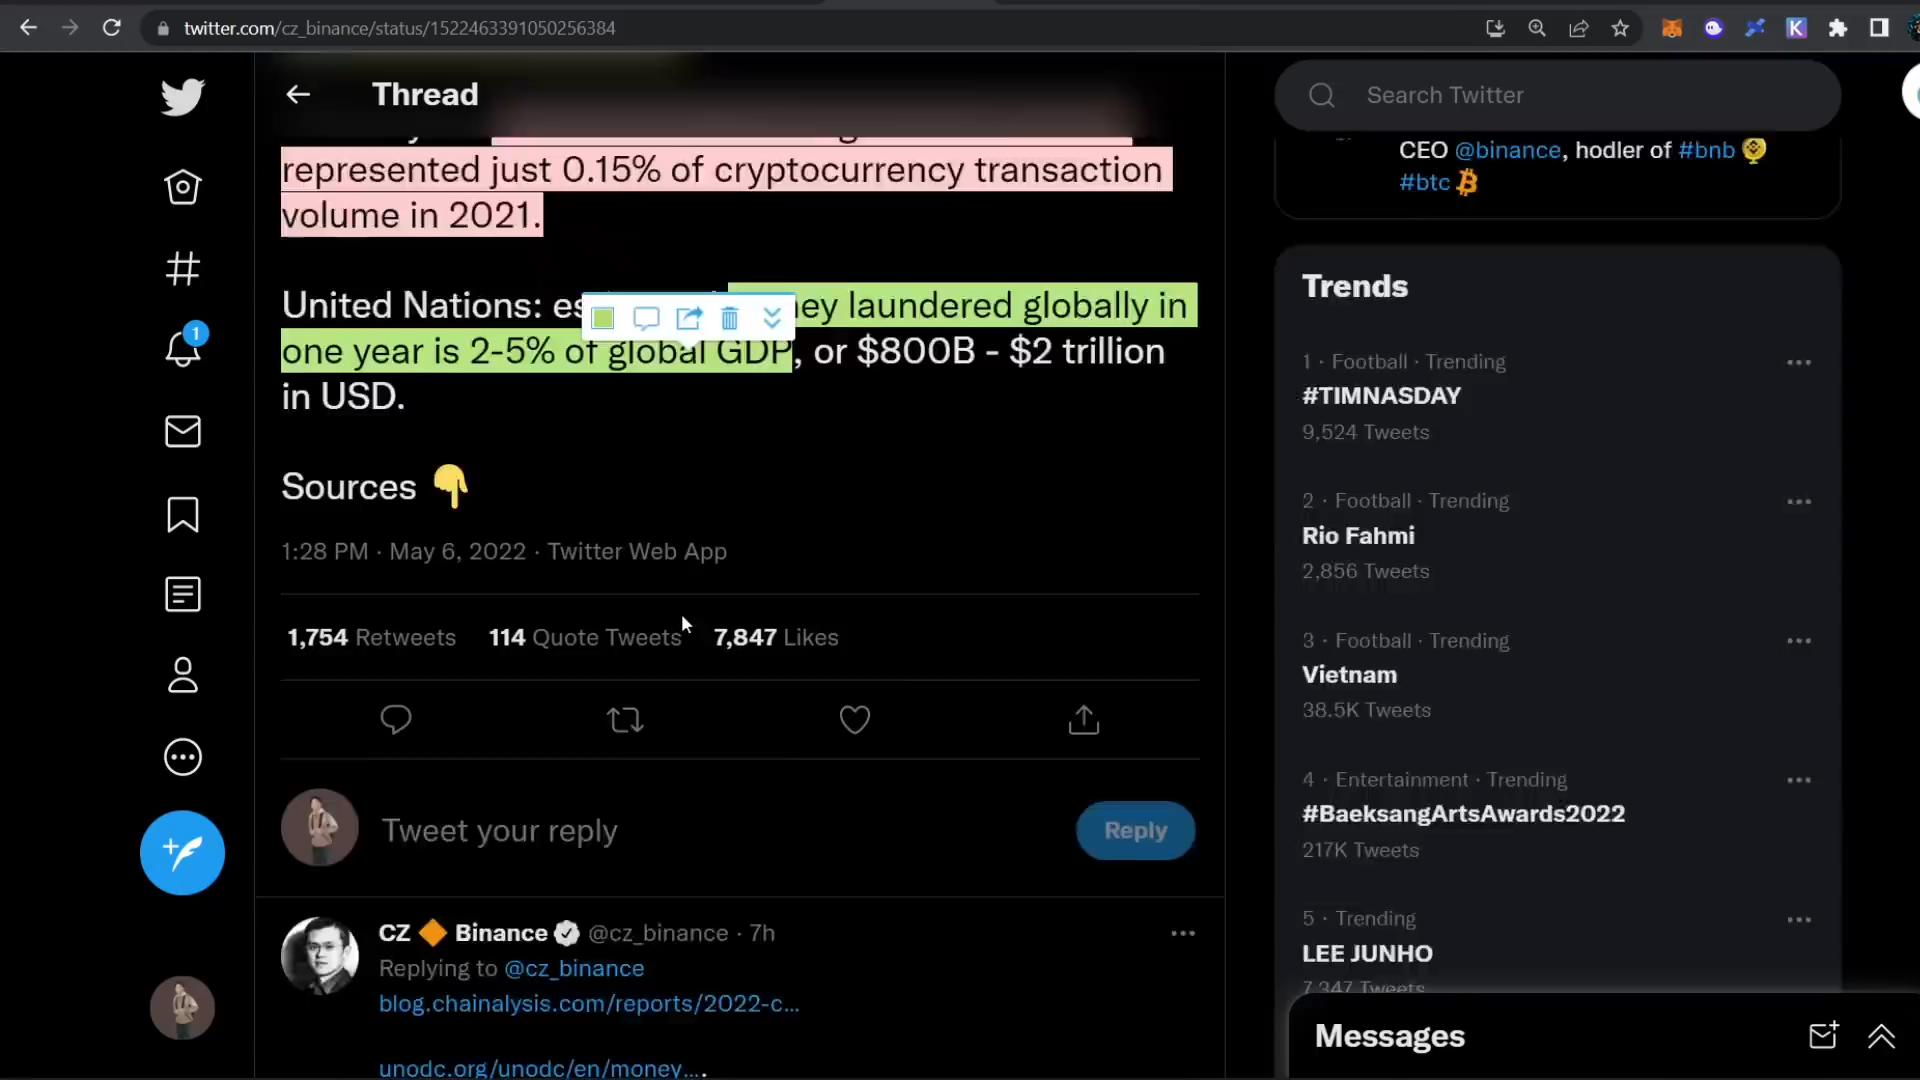 twitter.com/cz_binance/status/1522463391050256384
Thread
represented just 0.15% of cryptocurrency transaction
volume in 2021.
United Nations: ey laundered globally in
one year is 2-5% of global GDP, or $800B - $2 trillion
in USD.
Sources 👇
1:28 PM · May 6, 2022 · Twitter Web App
1,754 Retweets 114 Quote Tweets 7,847 Likes
Tweet your reply
Reply
CZ 🔶 Binance @cz_binance · 7h
Replying to @cz_binance
blog.chainalysis.com/reports/2022-c...
unodc.org/unodc/en/money....
1
Search Twitter
CEO @binance, hodler of #bnb
#btc
Trends
1 · Football · Trending
#TIMNASDAY
9,524 Tweets
2 · Football · Trending
Rio Fahmi
2,856 Tweets
3 · Football · Trending
Vietnam
38.5K Tweets
4 · Entertainment · Trending
#BaeksangArtsAwards2022
217K Tweets
5 · Trending
LEE JUNHO
7,347 Tweets
Messages
K